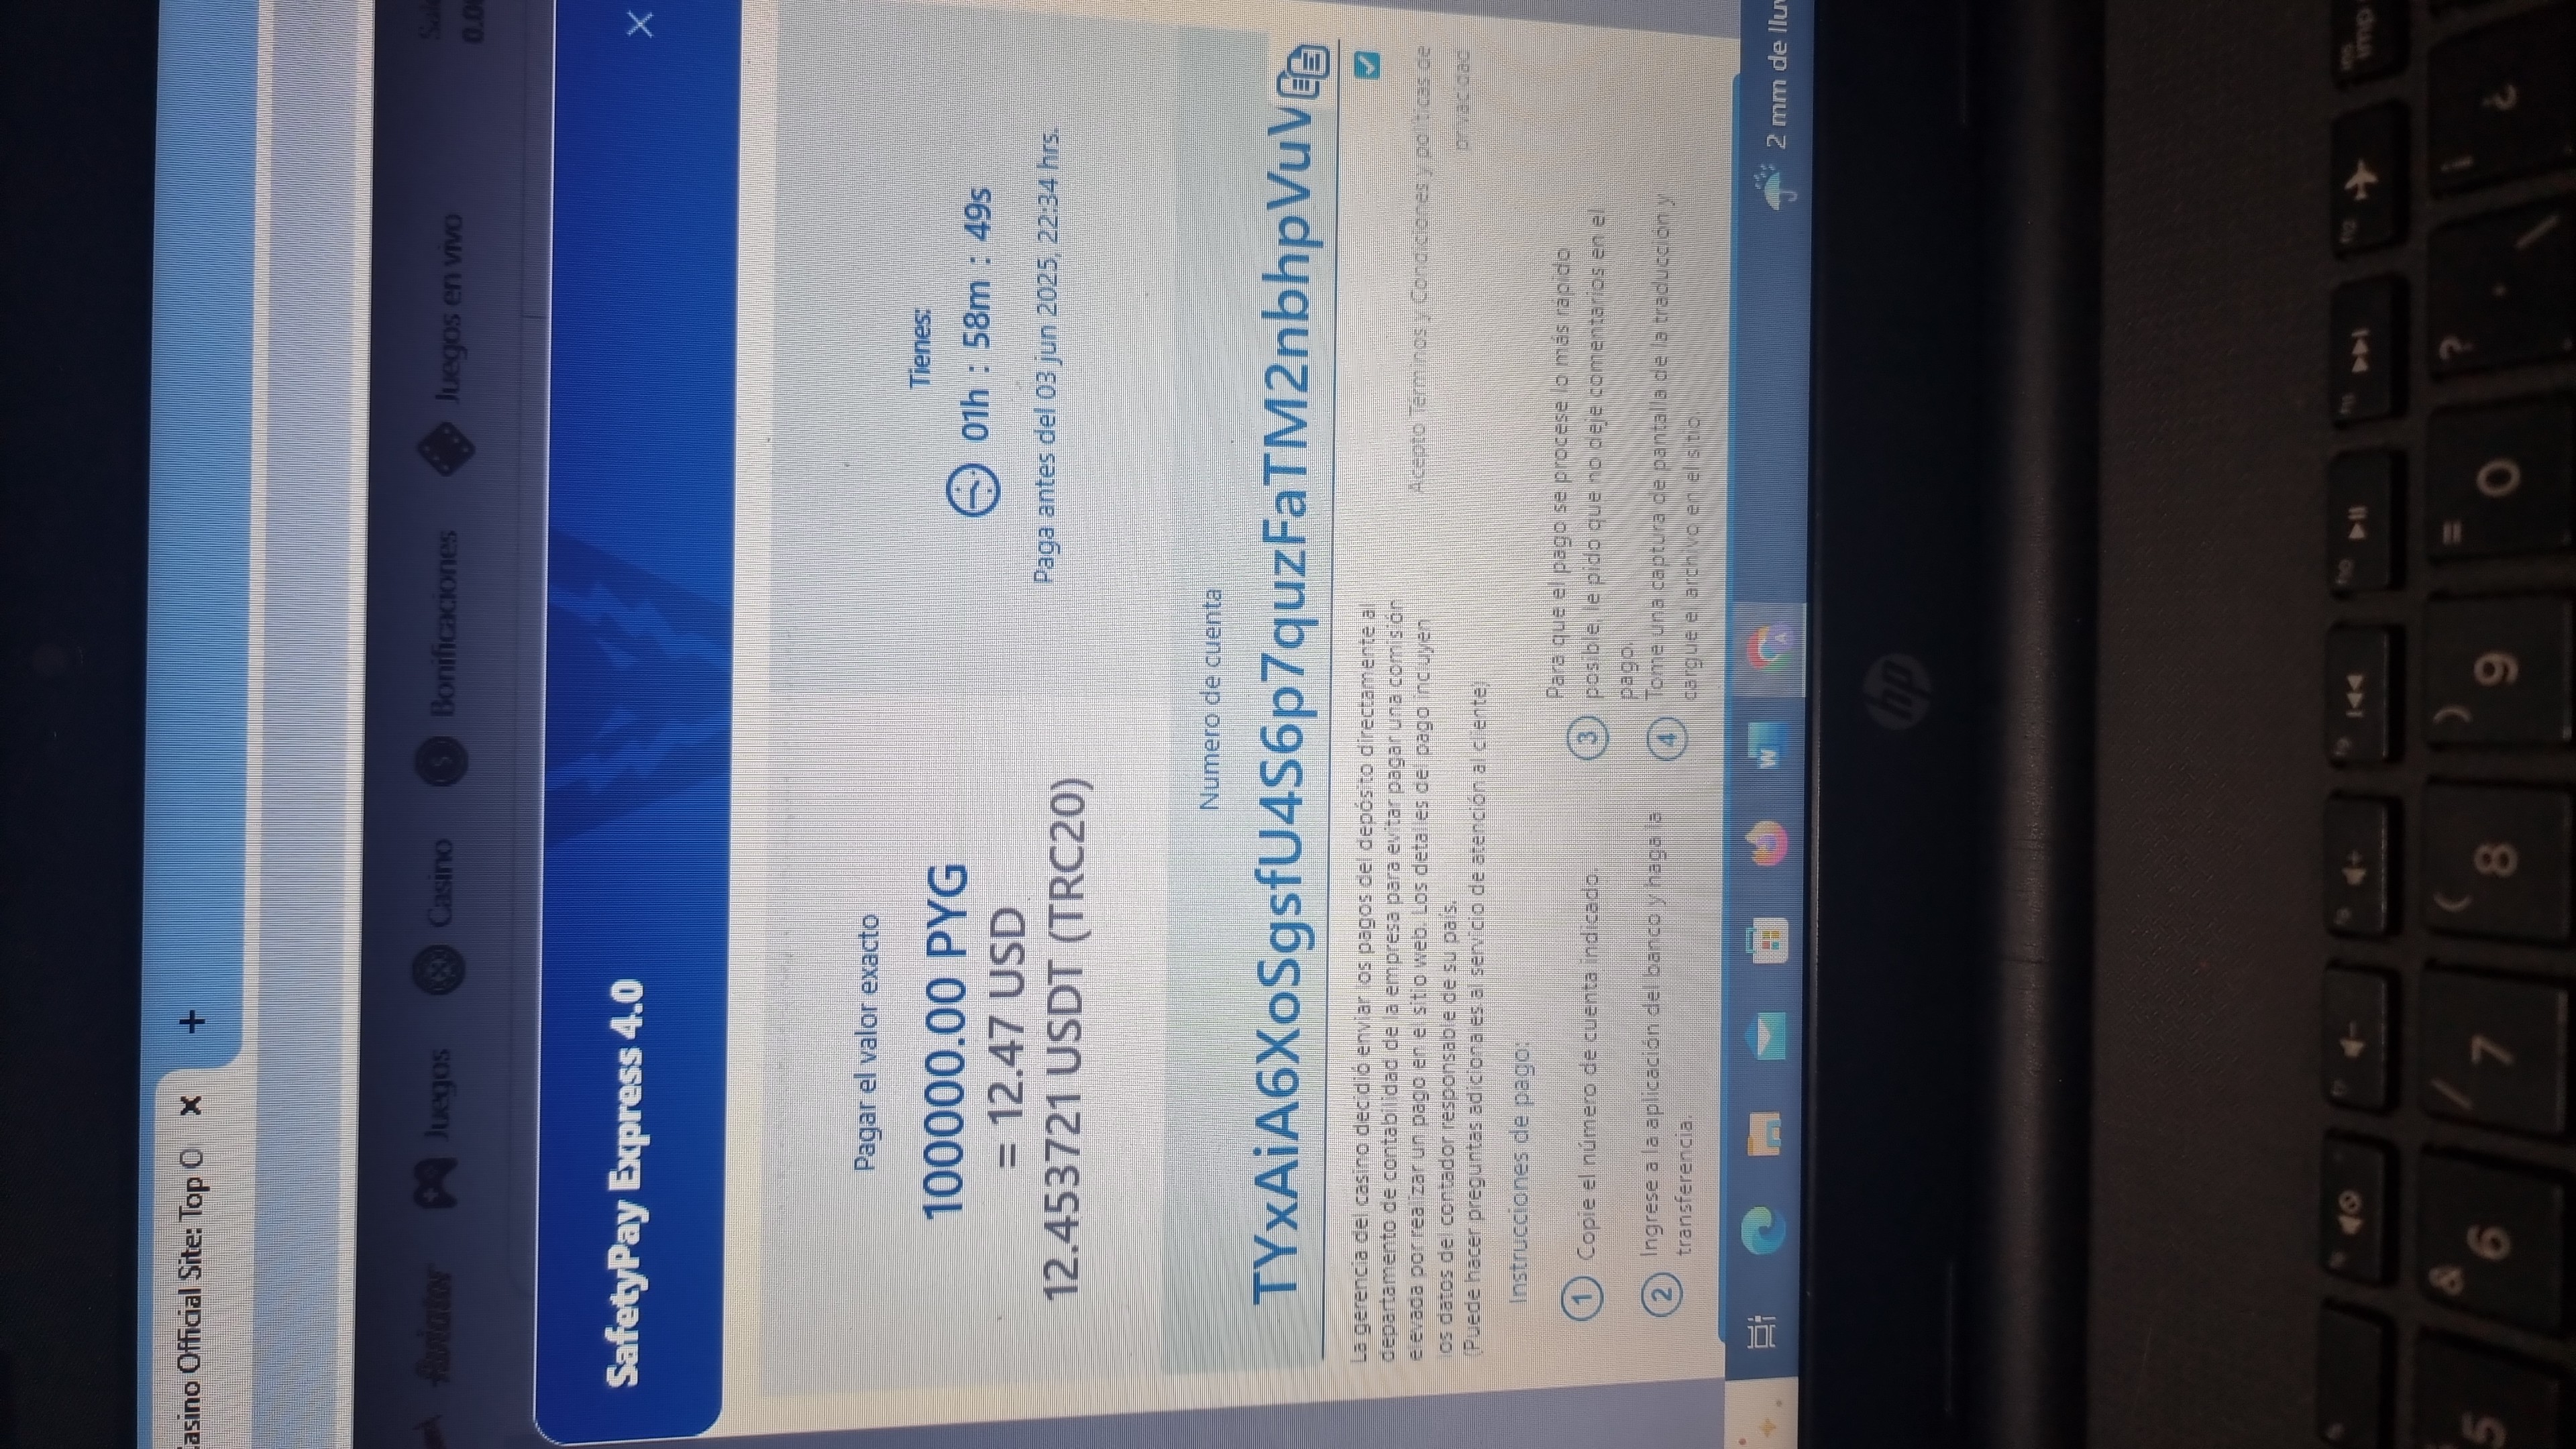 Casino Official Site: Top O
Aviator
Juegos
Casino
Bonificaciones
Juegos en vivo
SafetyPay Express 4.0
Pagar el valor exacto
100000.00 PYG
= 12.47 USD
12.453721 USDT (TRC20)
Tienes:
01h : 58m : 49s
Paga antes del 03 jun 2025, 22:34 hrs.
Numero de cuenta
TYxAiA6XoSgsfU4S6p7quzFaTM2nbhpVuV
La gerencia del casino decidió enviar los pagos del depósito directamente al
departamento de contabilidad de la empresa para evitar pagar una comisión
elevada por realizar un pago en el sitio web. Los detalles del pago incluyen
los datos del contador responsable de su país.
(Puede hacer preguntas adicionales al servicio de atención al cliente)
Acepto Términos y Condiciones y políticas de
privacidad
Instrucciones de pago:
1 Copie el número de cuenta indicado.
2 Ingrese a la aplicación del banco y haga la
transferencia.
3 Para que el pago se procese lo más rápido
posible, le pido que no deje comentarios en el
pago.
4 Tome una captura de pantalla de la traducción y
cargue el archivo en el sitio.
W
A
2 mm de lluv
hp
imp
5
& 6
/ 7
( 8
) 9
= 0
?
¡ ¿